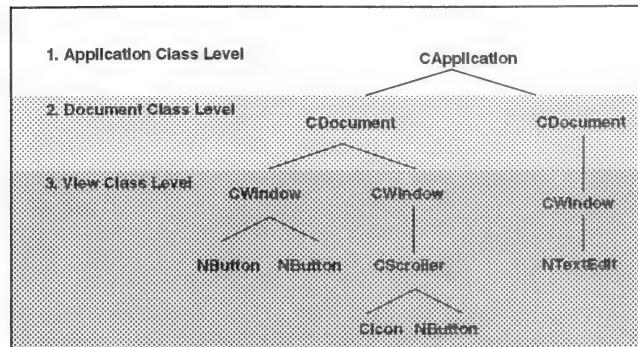 1. Application Class Level
CApplication
2. Document Class Level
CDocument CDocument
3. View Class Level
CWindow CWindow
CWindow
NButton NButton CScroller NTextEdit
CIcon NButton